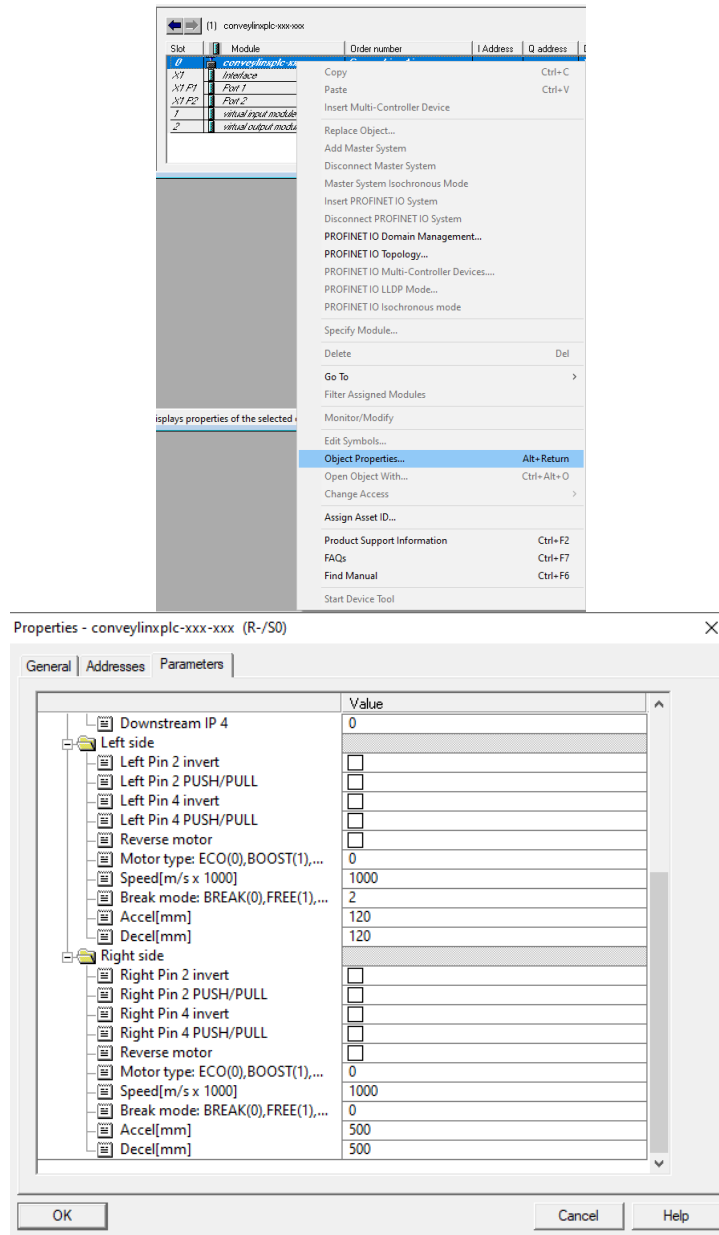 (1) conveylinxplc-xxx-xxx
Slot Module Order number I Address Q address
0 conveylinxplc-xx
X1 Interface
X1 P1 Port 1
X1 P2 Port 2
1 virtual input module
2 virtual output modu
Copy Ctrl+C
Paste Ctrl+V
Insert Multi-Controller Device
Replace Object...
Add Master System
Disconnect Master System
Master System Isochronous Mode
Insert PROFINET IO System
Disconnect PROFINET IO System
PROFINET IO Domain Management...
PROFINET IO Topology...
PROFINET IO Multi-Controller Devices....
PROFINET IO LLDP Mode...
PROFINET IO Isochronous mode
Specify Module...
Delete Del
Go To >
Filter Assigned Modules
isplays properties of the selected
Monitor/Modify
Edit Symbols...
Object Properties... Alt+Return
Open Object With... Ctrl+Alt+O
Change Access >
Assign Asset ID...
Product Support Information Ctrl+F2
FAQs Ctrl+F7
Find Manual Ctrl+F6
Start Device Tool
Properties - conveylinxplc-xxx-xxx (R-/S0)
General Addresses Parameters
Value
Downstream IP 4 0
Left side
Left Pin 2 invert
Left Pin 2 PUSH/PULL
Left Pin 4 invert
Left Pin 4 PUSH/PULL
Reverse motor
Motor type: ECO(0),BOOST(1),... 0
Speed[m/s x 1000] 1000
Break mode: BREAK(0),FREE(1),... 2
Accel[mm] 120
Decel[mm] 120
Right side
Right Pin 2 invert
Right Pin 2 PUSH/PULL
Right Pin 4 invert
Right Pin 4 PUSH/PULL
Reverse motor
Motor type: ECO(0),BOOST(1),... 0
Speed[m/s x 1000] 1000
Break mode: BREAK(0),FREE(1),... 0
Accel[mm] 500
Decel[mm] 500
OK Cancel Help